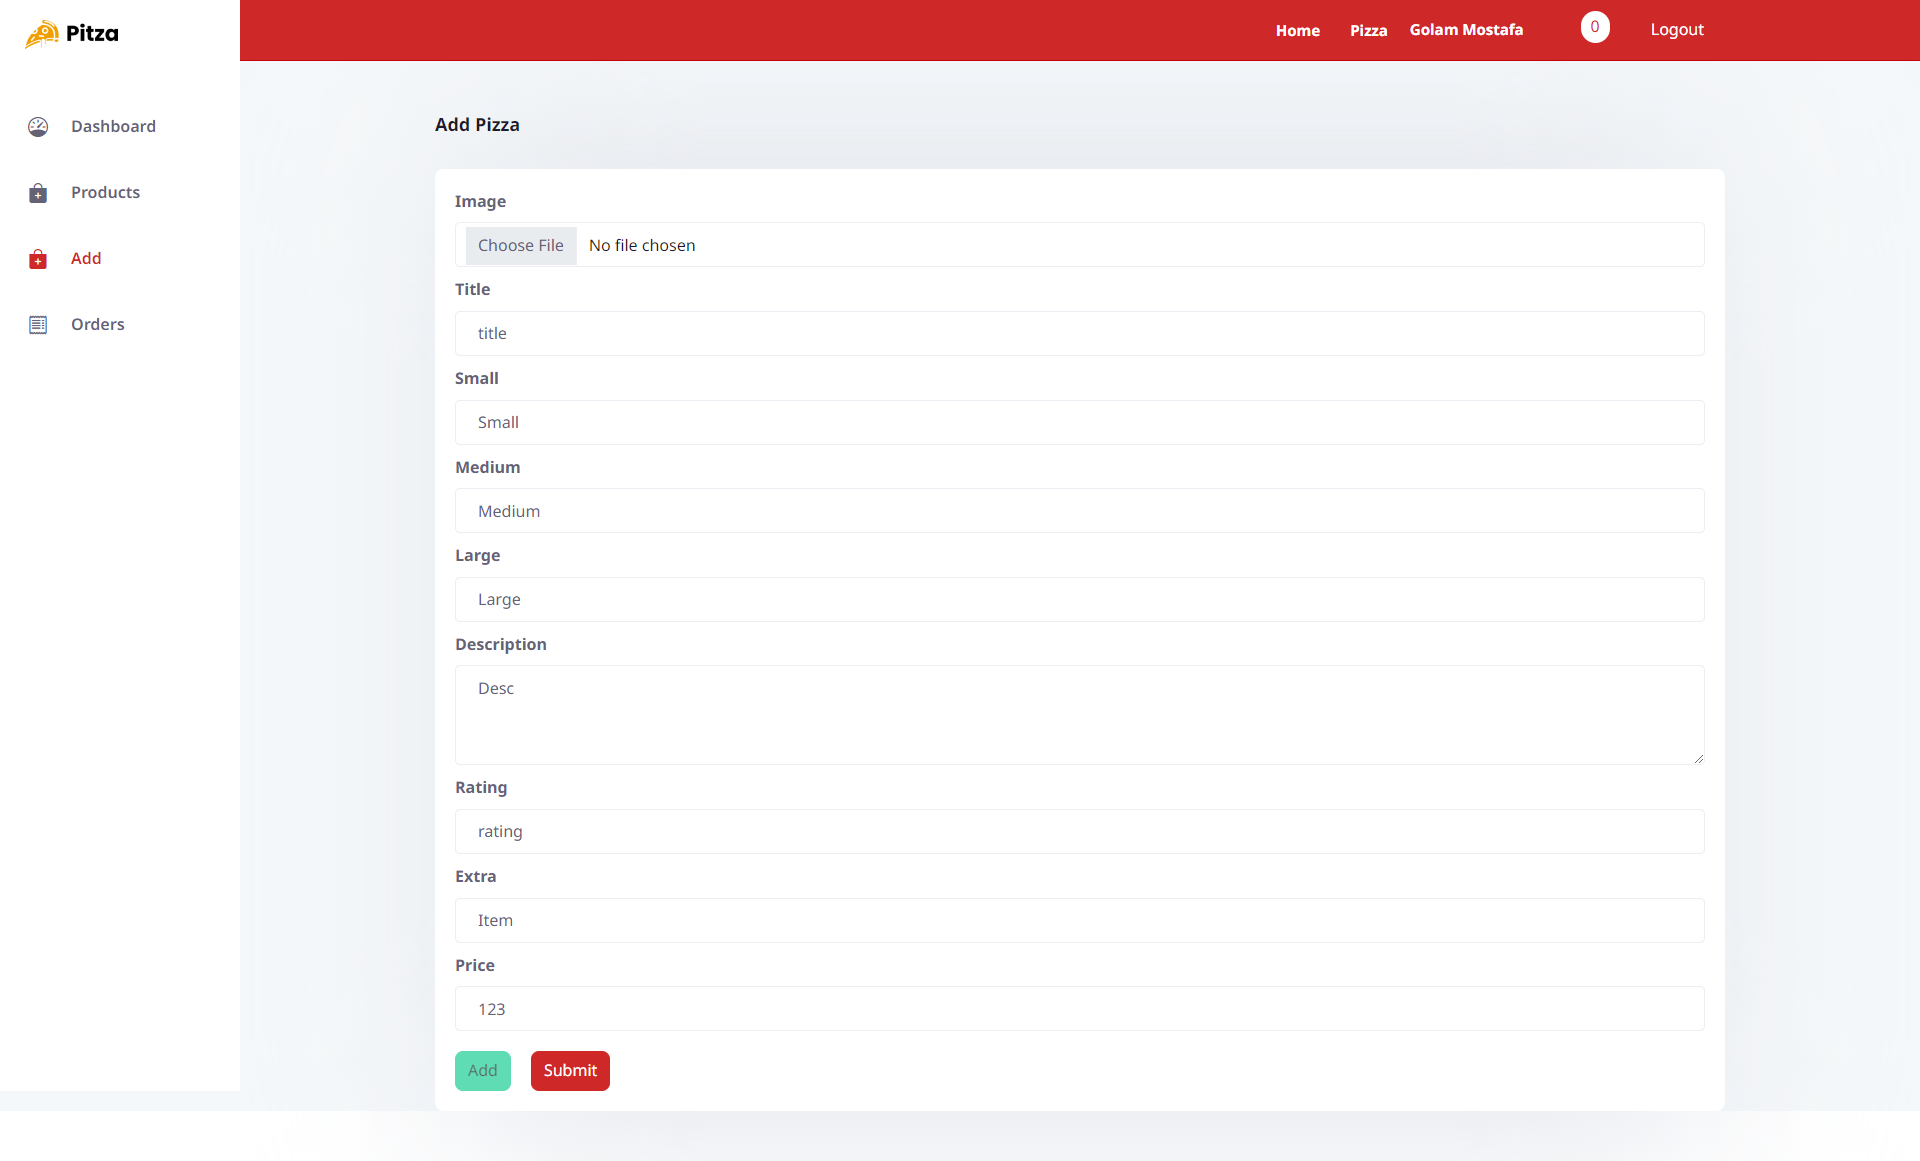 Pitza
Home Pizza Golam Mostafa 0 Logout
Dashboard
Products
Add
Orders
Add Pizza
Image
Choose File No file chosen
Title
title
Small
Small
Medium
Medium
Large
Large
Description
Desc
Rating
rating
Extra
Item
Price
123
Add Submit